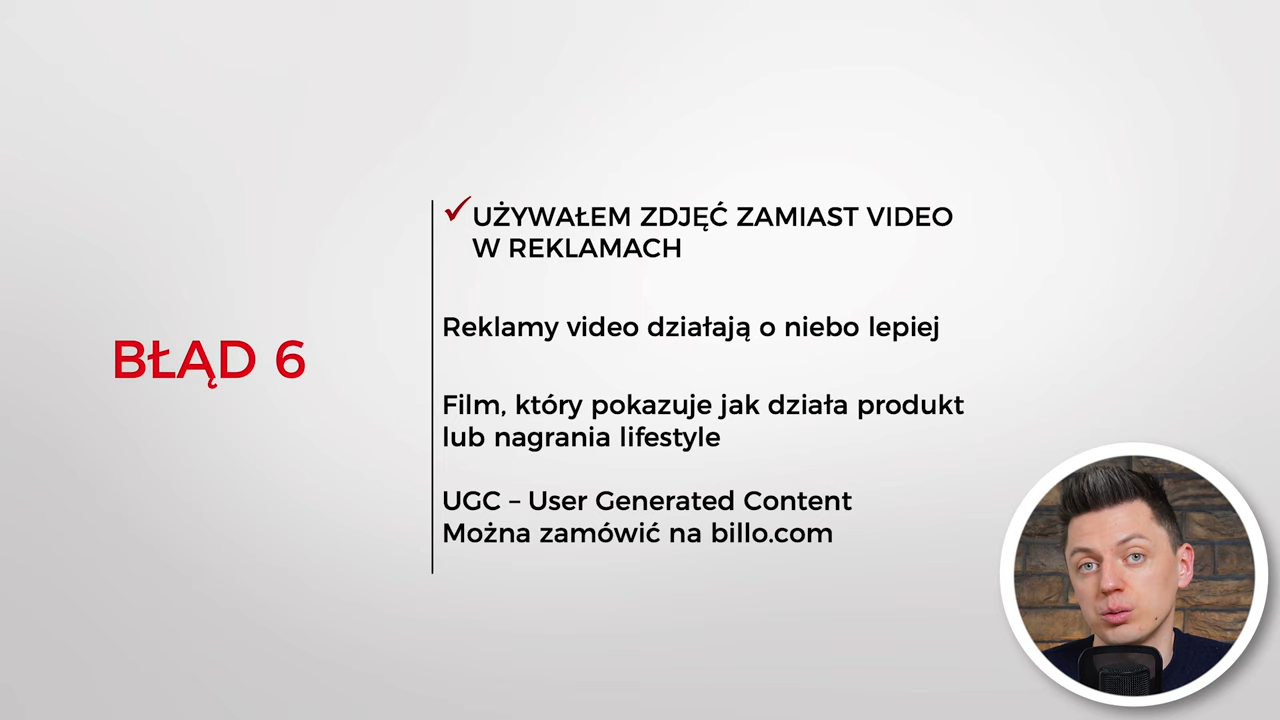 BŁĄD 6
UŻYWAŁEM ZDJĘĆ ZAMIAST VIDEO
W REKLAMACH
Reklamy video działają o niebo lepiej
Film, który pokazuje jak działa produkt
lub nagrania lifestyle
UGC – User Generated Content
Można zamówić na billo.com